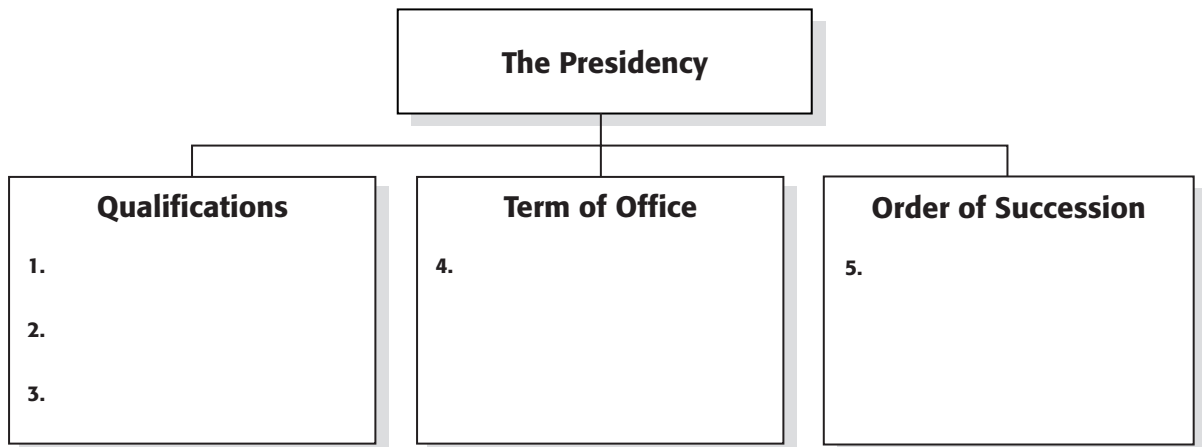 The Presidency
Qualifications
1.
2.
3.
Term of Office
4.
Order of Succession
5.